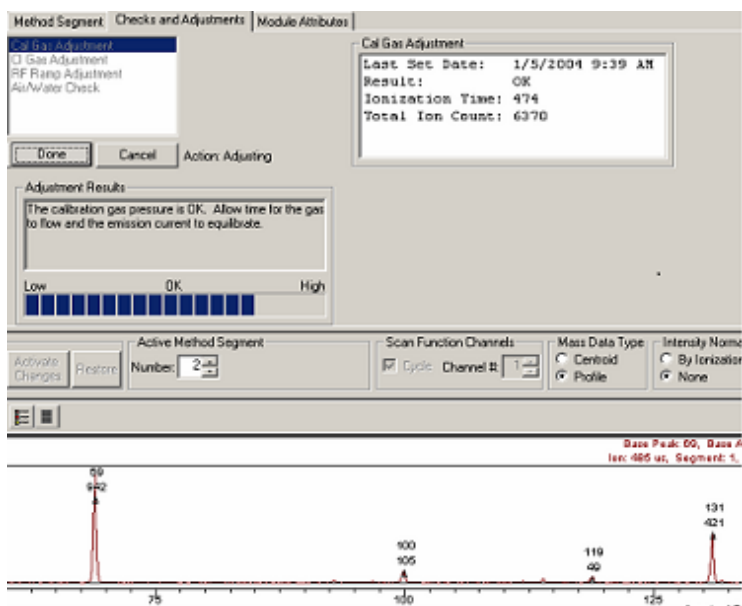 Method Segment Checks and Adjustments Module Attributes
Cal Gas Adjustment
CI Gas Adjustment
RF Ramp Adjustment
Air/Water Check
Done Cancel Action: Adjusting
Cal Gas Adjustment
Last Set Date: 1/5/2004 9:39 AM
Result: OK
Ionization Time: 474
Total Ion Count: 6370
Adjustment Results
The calibration gas pressure is OK. Allow time for the gas
to flow and the emission current to equilibrate.
Low OK High
Activate
Changes
Restore
Active Method Segment
Number: 2
Scan Function Channels
Cycle Channel #: 1
Mass Data Type
Centroid
Profile
Intensity Norma
By Ionization
None
Base Peak: 69, Base A
Ion: 485 us, Segment: 1,
69
942
100
105
119
49
131
421
75 100 125